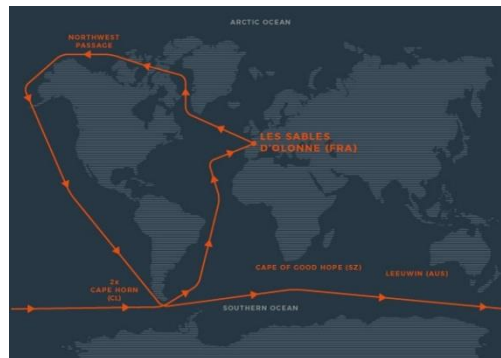 ARCTIC OCEAN
NORTHWEST
PASSAGE
LES SABLES
D'OLONNE (FRA)
CAPE OF GOOD HOPE (SZ)
LEEUWIN (AUS)
2x
CAPE HORN
(CL)
SOUTHERN OCEAN